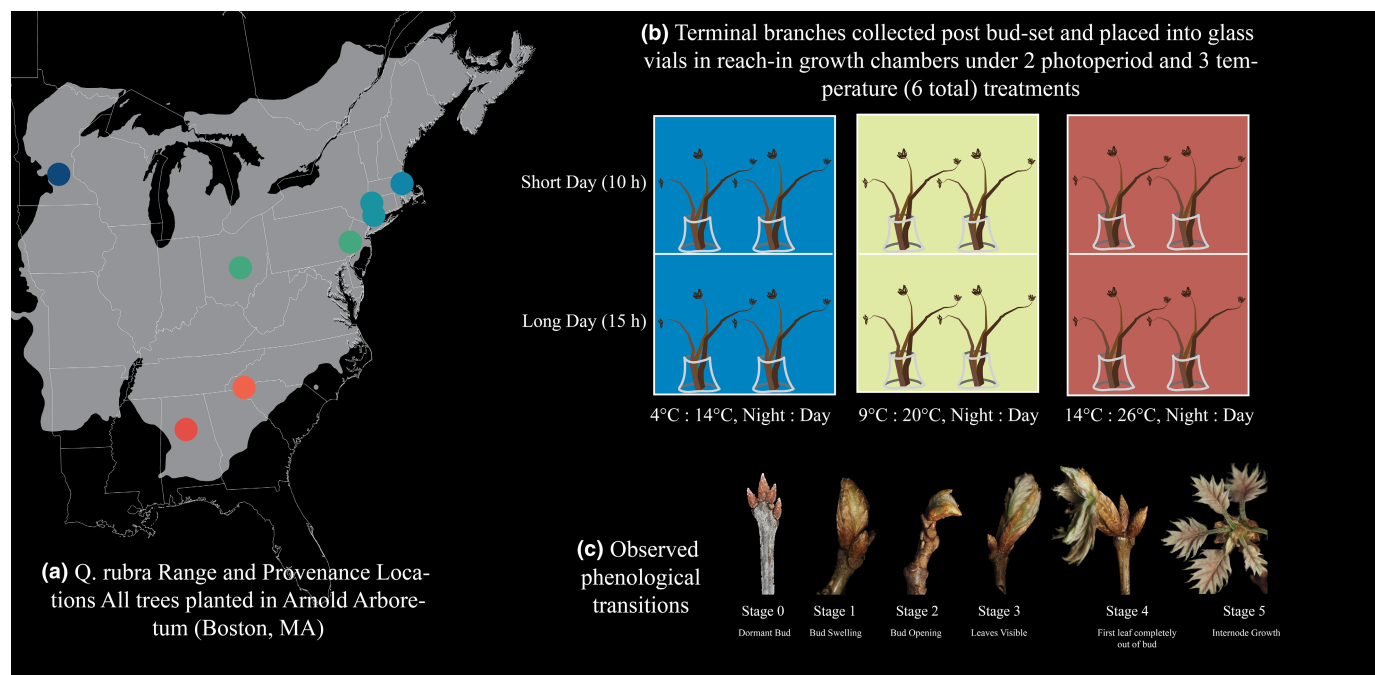 (a) Q. rubra Range and Provenance Loca-
tions All trees planted in Arnold Arbore-
tum (Boston, MA)
(b) Terminal branches collected post bud-set and placed into glass
vials in reach-in growth chambers under 2 photoperiod and 3 tem-
perature (6 total) treatments
Short Day (10 h)
Long Day (15 h)
4°C : 14°C, Night : Day
9°C : 20°C, Night : Day
14°C : 26°C, Night : Day
(c) Observed
phenological
transitions
Stage 0
Dormant Bud
Stage 1
Bud Swelling
Stage 2
Bud Opening
Stage 3
Leaves Visible
Stage 4
First leaf completely
out of bud
Stage 5
Internode Growth